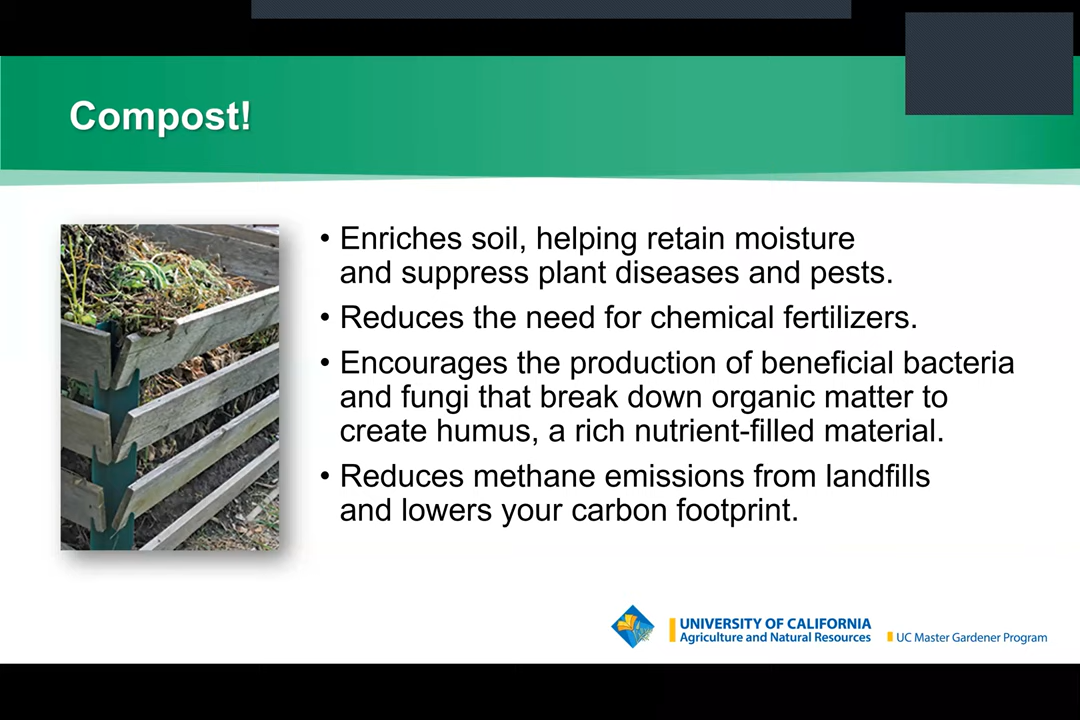 Compost!
• Enriches soil, helping retain moisture
and suppress plant diseases and pests.
• Reduces the need for chemical fertilizers.
• Encourages the production of beneficial bacteria
and fungi that break down organic matter to
create humus, a rich nutrient-filled material.
• Reduces methane emissions from landfills
and lowers your carbon footprint.
UNIVERSITY OF CALIFORNIA
Agriculture and Natural Resources
UC Master Gardener Program